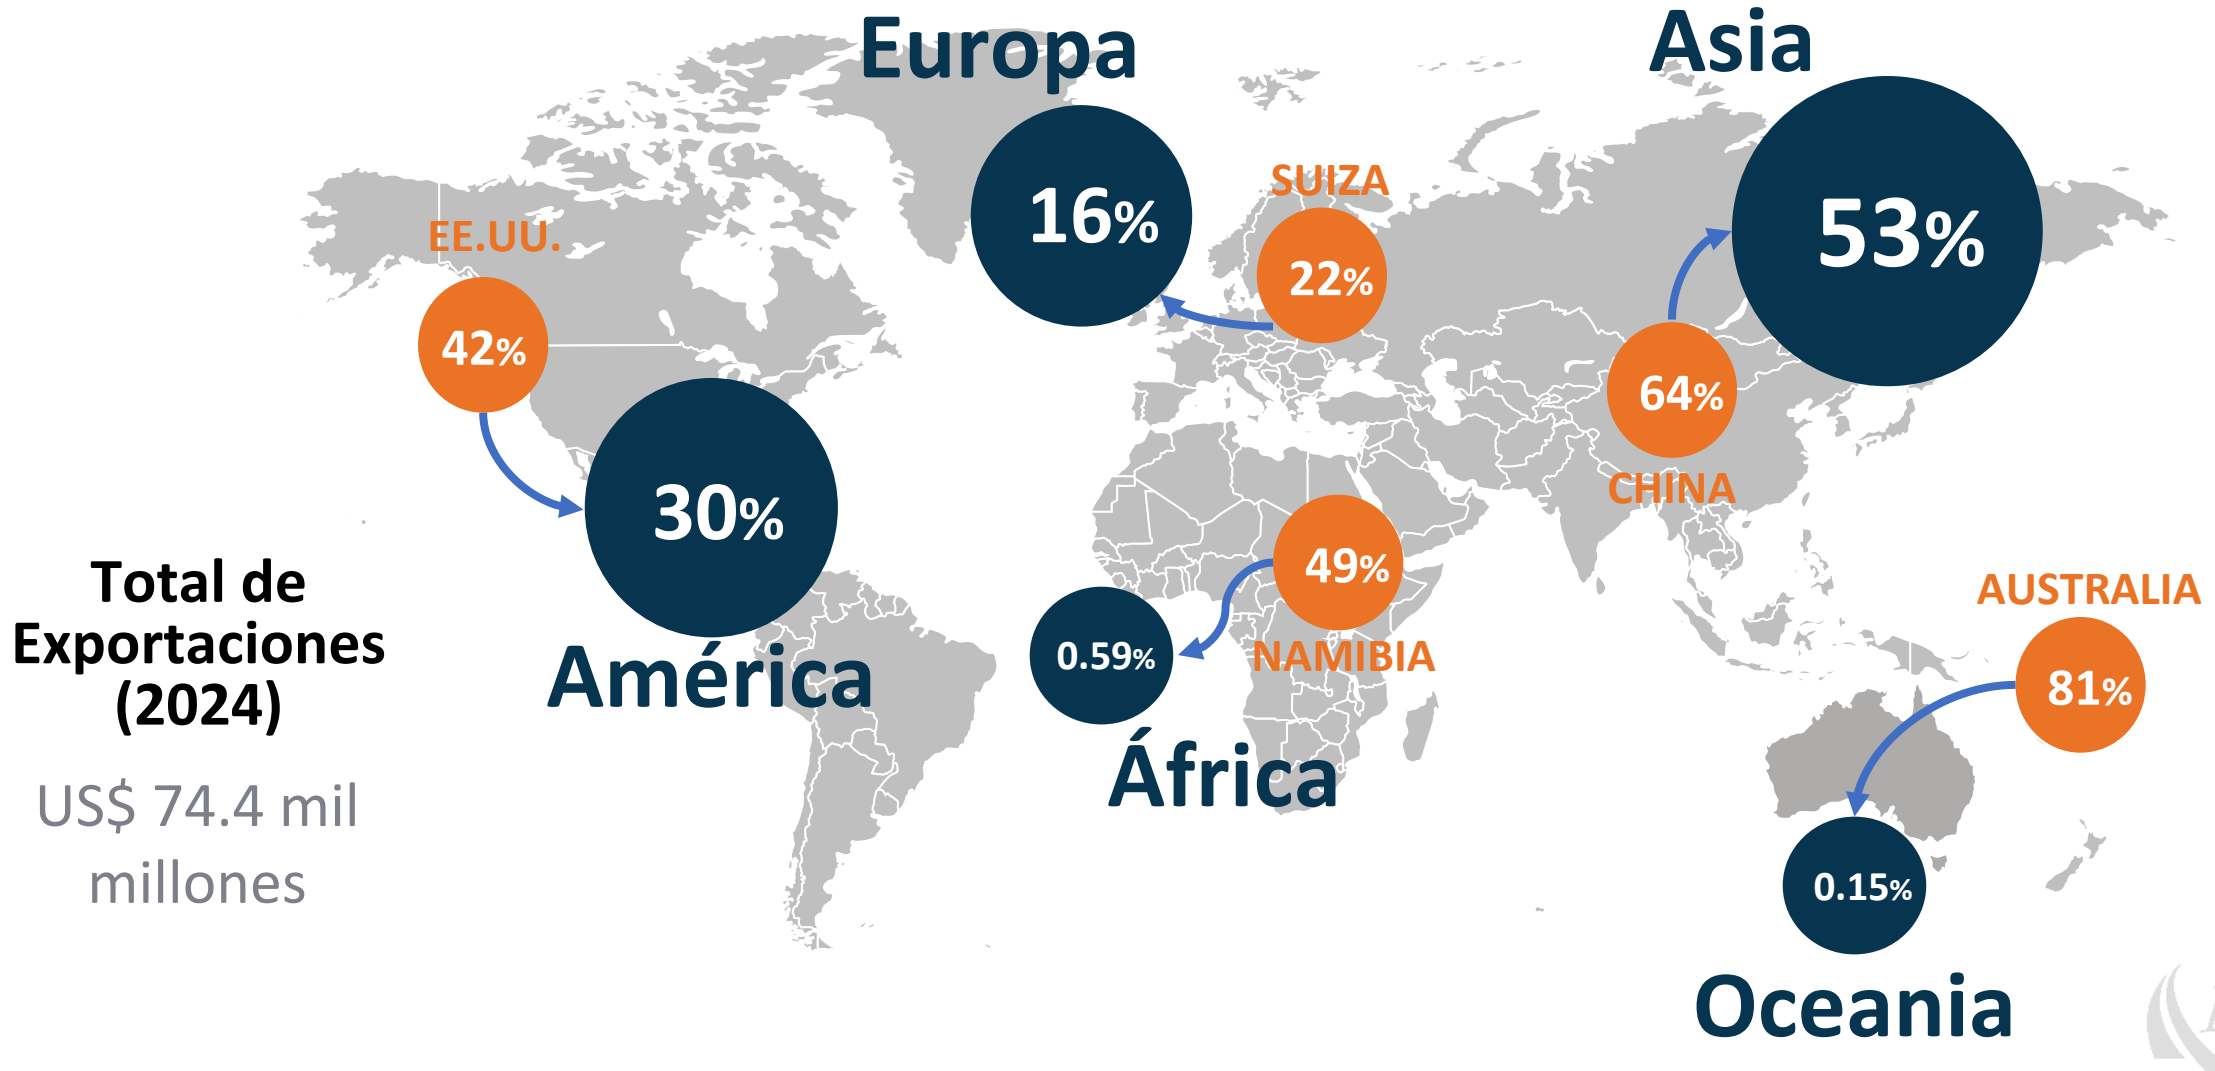 Europa
Asia
16%
SUIZA
22%
53%
EE.UU.
42%
64%
CHINA
30%
América
49%
NAMIBIA
0.59%
África
AUSTRALIA
81%
0.15%
Oceania
Total de
Exportaciones
(2024)
US$ 74.4 mil
millones